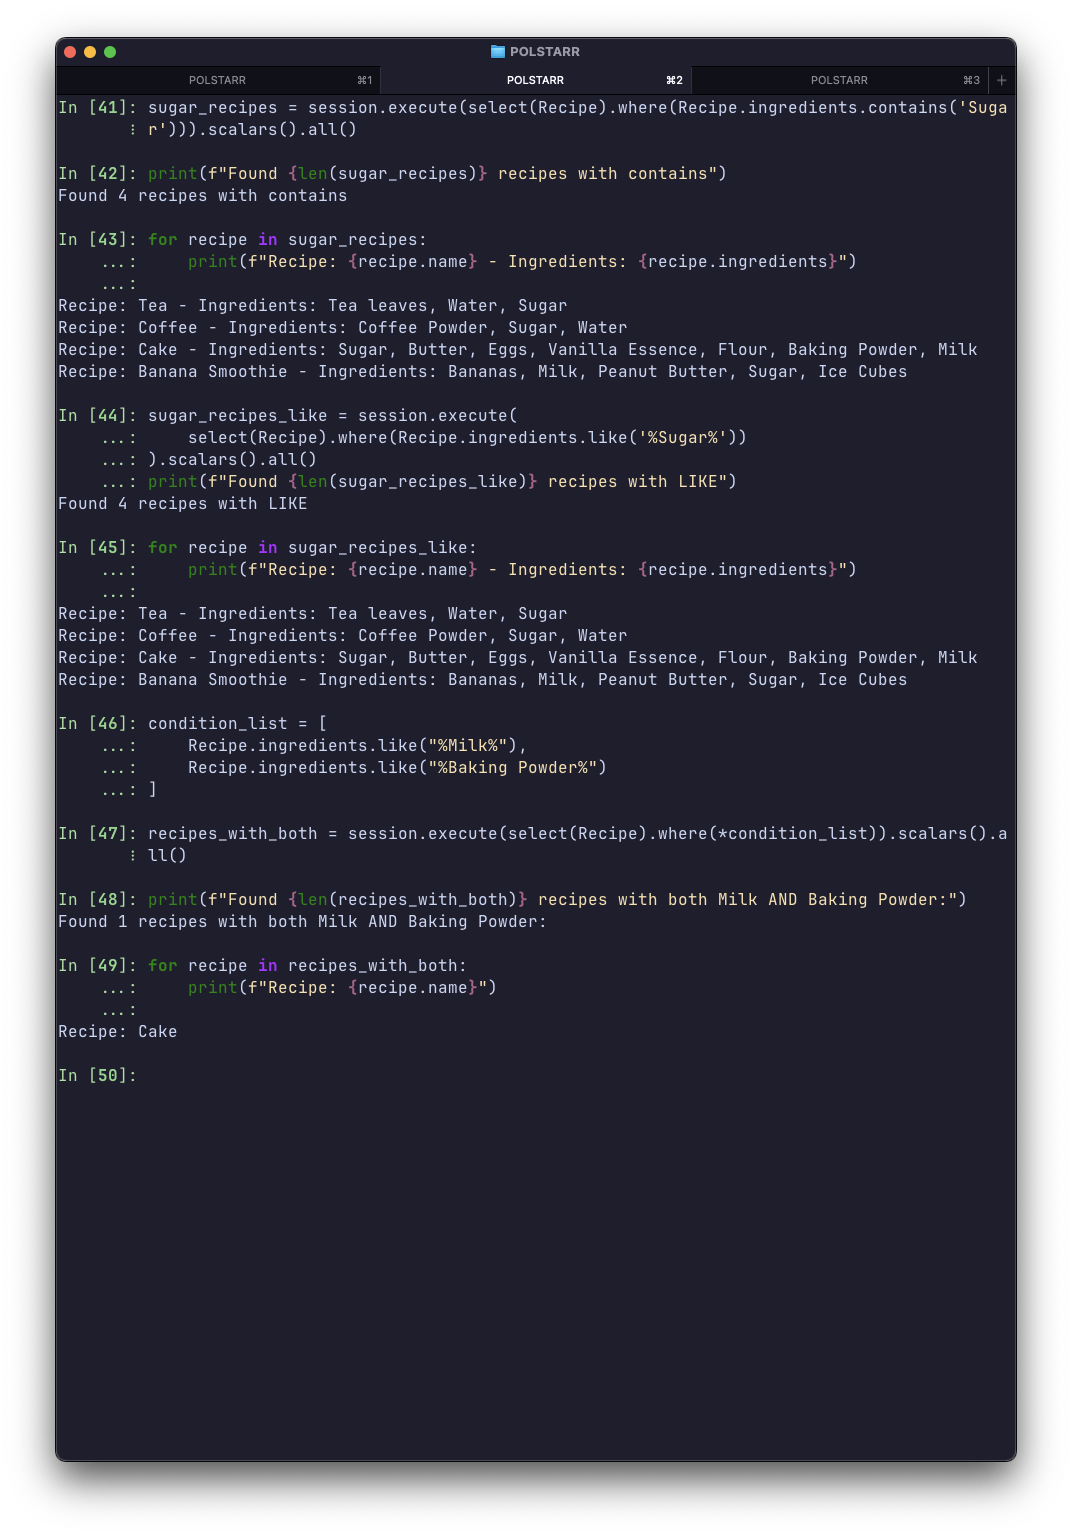 POLSTARR
POLSTARR ⌘1 POLSTARR ⌘2 POLSTARR ⌘3 +
In [41]: sugar_recipes = session.execute(select(Recipe).where(Recipe.ingredients.contains('Suga
⋮ r'))).scalars().all()
In [42]: print(f"Found {len(sugar_recipes)} recipes with contains")
Found 4 recipes with contains
In [43]: for recipe in sugar_recipes:
...:     print(f"Recipe: {recipe.name} - Ingredients: {recipe.ingredients}")
...:
Recipe: Tea - Ingredients: Tea leaves, Water, Sugar
Recipe: Coffee - Ingredients: Coffee Powder, Sugar, Water
Recipe: Cake - Ingredients: Sugar, Butter, Eggs, Vanilla Essence, Flour, Baking Powder, Milk
Recipe: Banana Smoothie - Ingredients: Bananas, Milk, Peanut Butter, Sugar, Ice Cubes
In [44]: sugar_recipes_like = session.execute(
...:     select(Recipe).where(Recipe.ingredients.like('%Sugar%'))
...: ).scalars().all()
...: print(f"Found {len(sugar_recipes_like)} recipes with LIKE")
Found 4 recipes with LIKE
In [45]: for recipe in sugar_recipes_like:
...:     print(f"Recipe: {recipe.name} - Ingredients: {recipe.ingredients}")
...:
Recipe: Tea - Ingredients: Tea leaves, Water, Sugar
Recipe: Coffee - Ingredients: Coffee Powder, Sugar, Water
Recipe: Cake - Ingredients: Sugar, Butter, Eggs, Vanilla Essence, Flour, Baking Powder, Milk
Recipe: Banana Smoothie - Ingredients: Bananas, Milk, Peanut Butter, Sugar, Ice Cubes
In [46]: condition_list = [
...:     Recipe.ingredients.like("%Milk%"),
...:     Recipe.ingredients.like("%Baking Powder%")
...: ]
In [47]: recipes_with_both = session.execute(select(Recipe).where(*condition_list)).scalars().a
⋮ ll()
In [48]: print(f"Found {len(recipes_with_both)} recipes with both Milk AND Baking Powder:")
Found 1 recipes with both Milk AND Baking Powder:
In [49]: for recipe in recipes_with_both:
...:     print(f"Recipe: {recipe.name}")
...:
Recipe: Cake
In [50]: